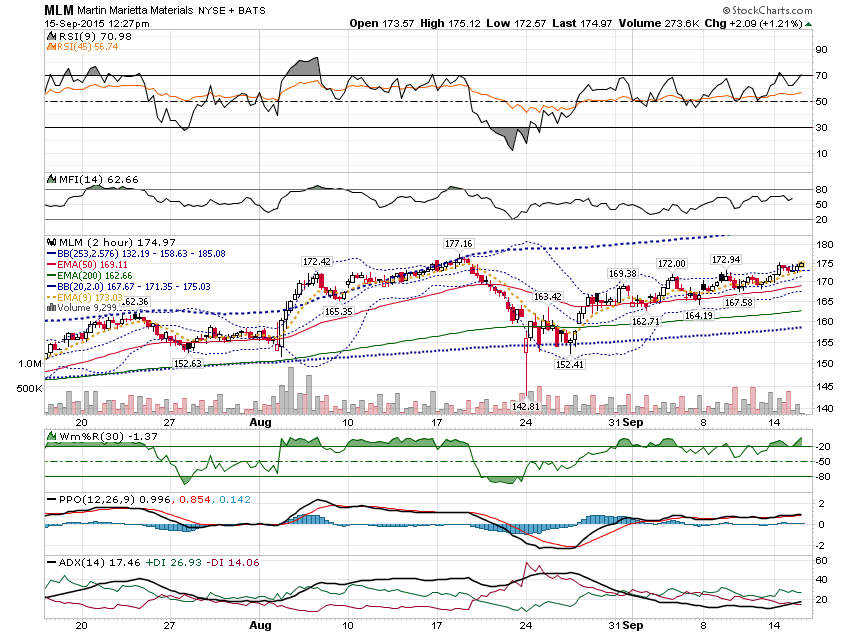 MLM Martin Marietta Materials NYSE + BATS © StockCharts.com
15-Sep-2015 12:27pm Open 173.57 High 175.12 Low 172.57 Last 174.97 Volume 273.6K Chg +2.09 (+1.21%)
RSI(9) 70.98
RSI(45) 56.74
90
70
50
30
10
MFI(14) 62.66
80
50
20
MLM (2 hour) 174.97
BB(253,2.576) 132.19 - 158.63 - 185.08
EMA(50) 169.11
EMA(200) 162.66
BB(20,2.0) 167.67 - 171.35 - 175.03
EMA(9) 173.03
Volume 9,299
162.36
152.63
172.42
165.35
177.16
142.81
163.42
152.41
169.38
162.71
172.00
164.19
172.94
167.58
180
175
170
165
160
155
150
145
140
1.0M
500K
20 27 Aug 10 17 24 31 Sep 8 14
Wm%R(30) -1.37
-20
-50
-80
PPO(12,26,9) 0.996, 0.854, 0.142
2
0
-2
ADX(14) 17.46 +DI 26.93 -DI 14.06
60
40
20
20 27 Aug 10 17 24 31 Sep 8 14